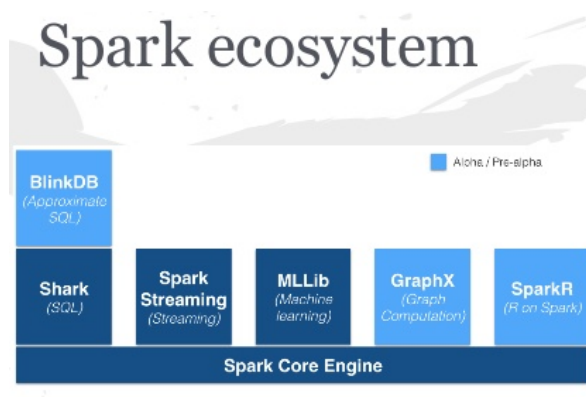 Spark ecosystem
Alpha / Pre-alpha
BlinkDB
(Approximate
SQL)
Shark
(SQL)
Spark
Streaming
(Streaming)
MLLib
(Machine
learning)
GraphX
(Graph
Computation)
SparkR
(R on Spark)
Spark Core Engine